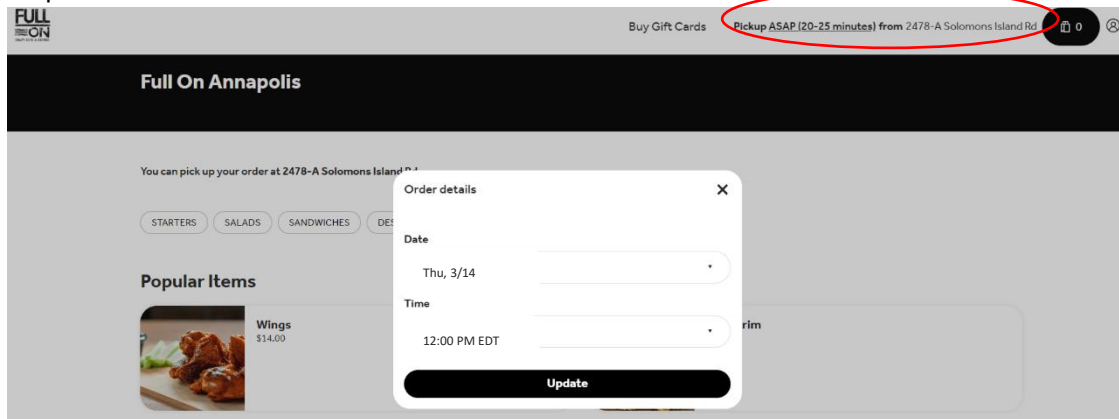 FULL
ON
Buy Gift Cards
Pickup ASAP (20-25 minutes) from 2478-A Solomons Island Rd
0
Full On Annapolis
You can pick up your order at 2478-A Solomons Island
STARTERS
SALADS
SANDWICHES
DES
Order details
Date
Thu, 3/14
Time
12:00 PM EDT
Update
Popular Items
Wings
$14.00
rim